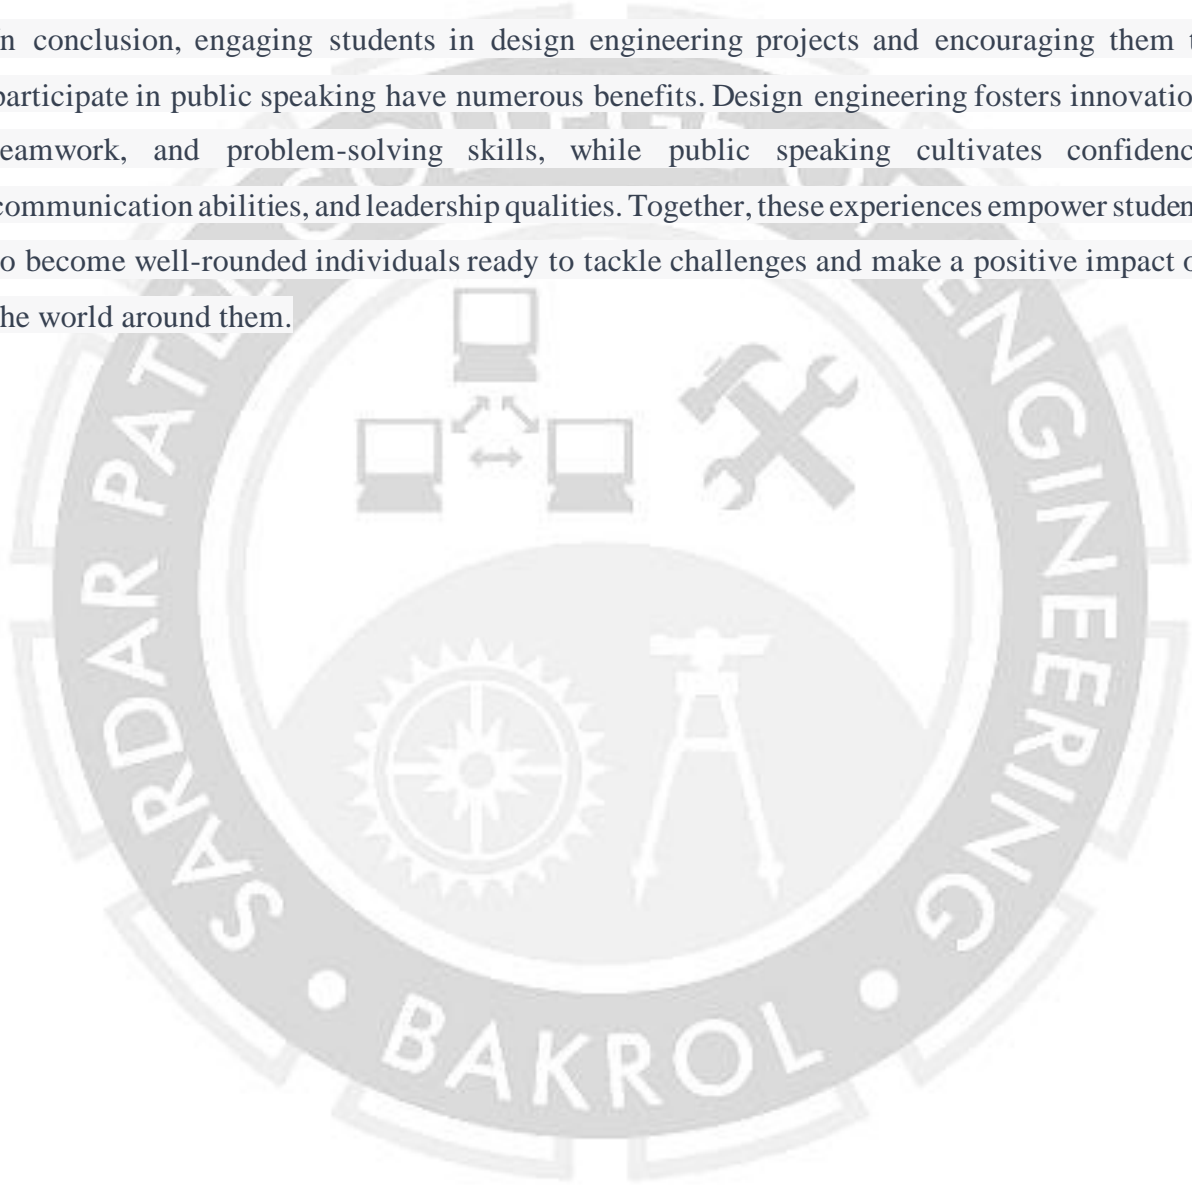 n conclusion, engaging students in design engineering projects and encouraging them t
participate in public speaking have numerous benefits. Design engineering fosters innovatio
eamwork, and problem-solving skills, while public speaking cultivates confidenc
communication abilities, and leadership qualities. Together, these experiences empower studen
o become well-rounded individuals ready to tackle challenges and make a positive impact o
he world around them.
SARDAR PATEL COLLEGE OF ENGINEERING
• BAKROL •